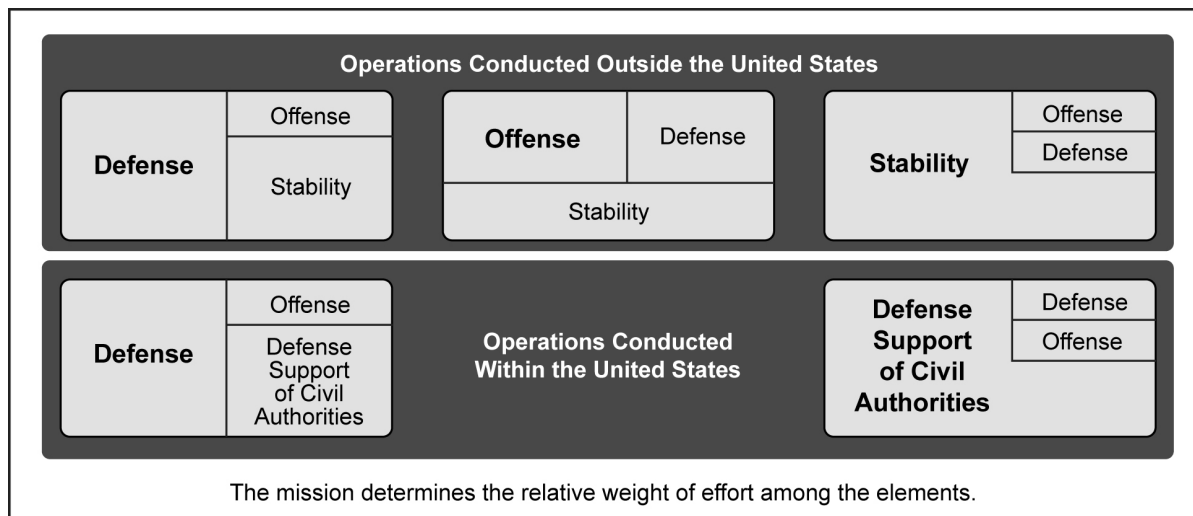 Operations Conducted Outside the United States
Defense
Offense
Stability
Offense
Defense
Stability
Stability
Offense
Defense
Defense
Offense
Defense
Support
of Civil
Authorities
Operations Conducted
Within the United States
Defense
Support
of Civil
Authorities
Defense
Offense
The mission determines the relative weight of effort among the elements.